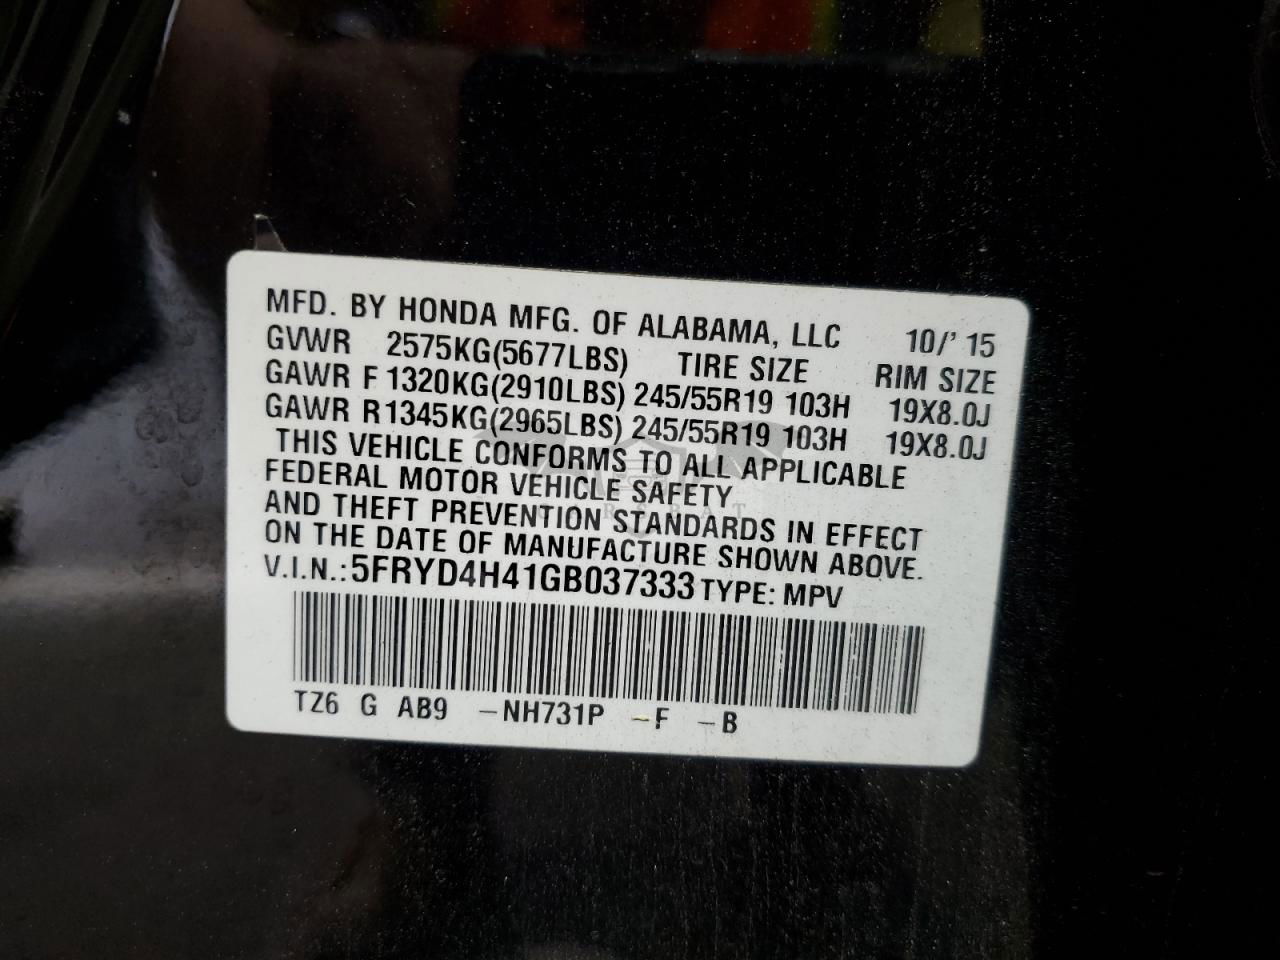 MFD. BY HONDA MFG. OF ALABAMA, LLC 10/' 15
GVWR 2575KG(5677LBS) TIRE SIZE RIM SIZE
GAWR F 1320KG(2910LBS) 245/55R19 103H 19X8.0J
GAWR R1345KG(2965LBS) 245/55R19 103H 19X8.0J
THIS VEHICLE CONFORMS TO ALL APPLICABLE
FEDERAL MOTOR VEHICLE SAFETY
AND THEFT PREVENTION STANDARDS IN EFFECT
ON THE DATE OF MANUFACTURE SHOWN ABOVE.
V.I.N.: 5FRYD4H41GB037333 TYPE: MPV
TZ6 G AB9 –NH731P –F –B